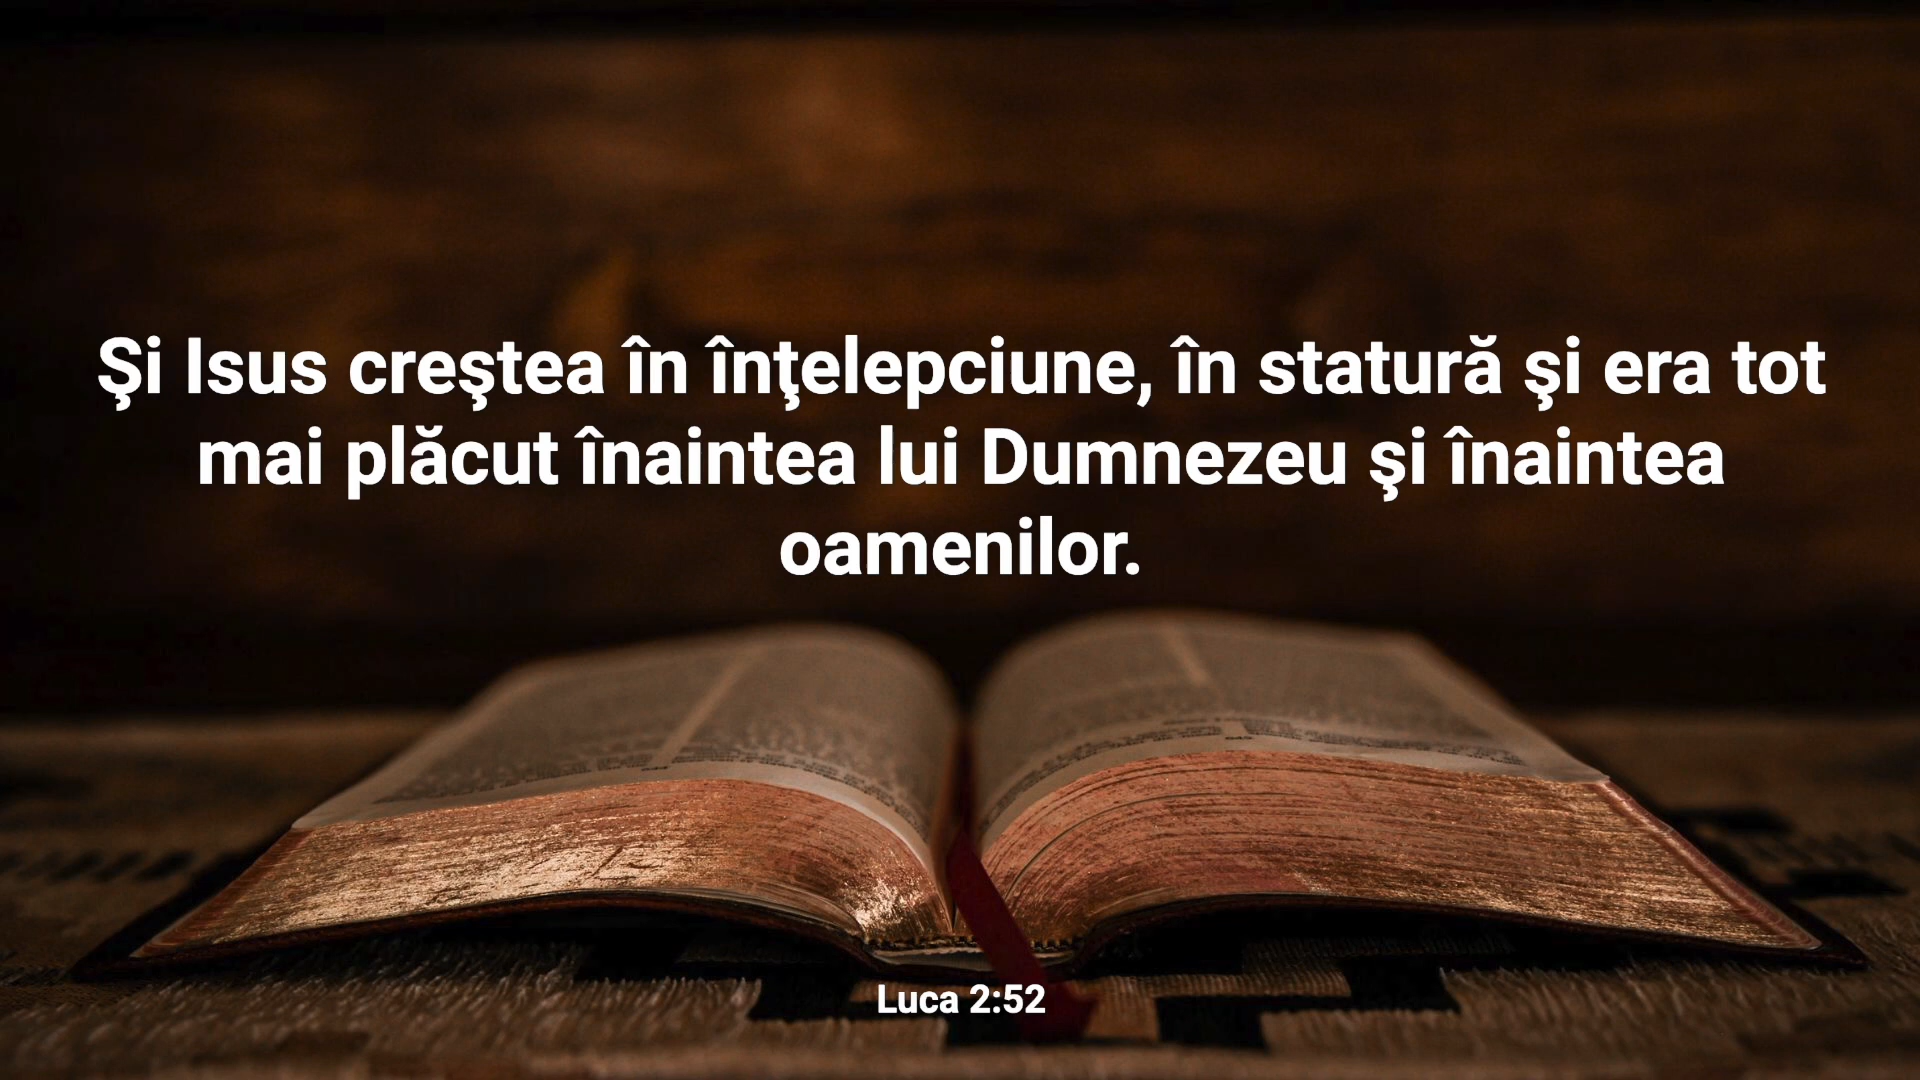 Şi Isus creştea în înţelepciune, în statură şi era tot
mai plăcut înaintea lui Dumnezeu şi înaintea
oamenilor.
Luca 2:52